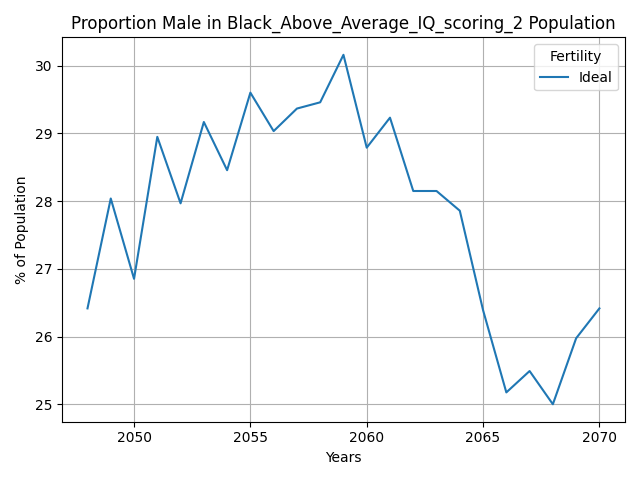 Proportion Male in Black_Above_Average_IQ_scoring_2 Population
Fertility
Ideal
% of Population
30
29
28
27
26
25
2050 2055 2060 2065 2070
Years